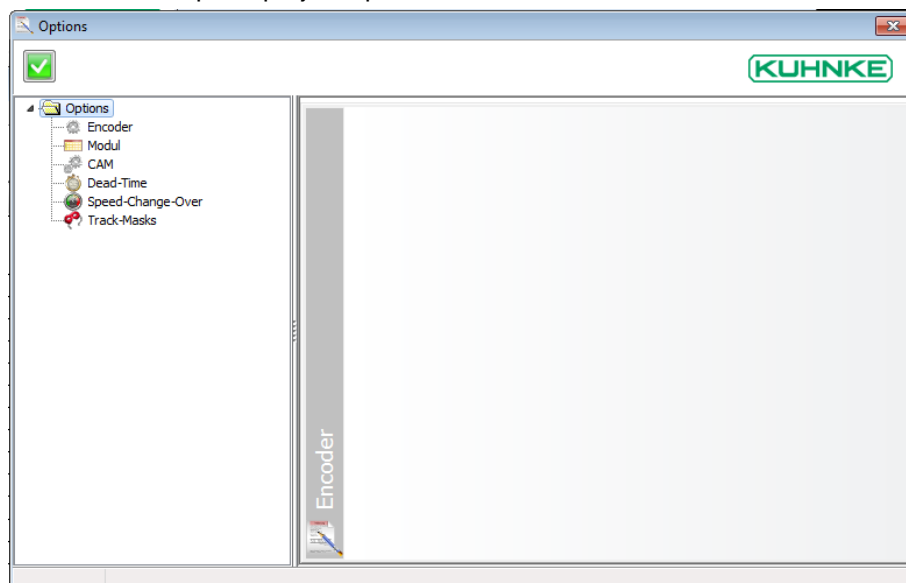 Options
KUHNKE
Options
Encoder
Modul
CAM
Dead-Time
Speed-Change-Over
Track-Masks
Encoder